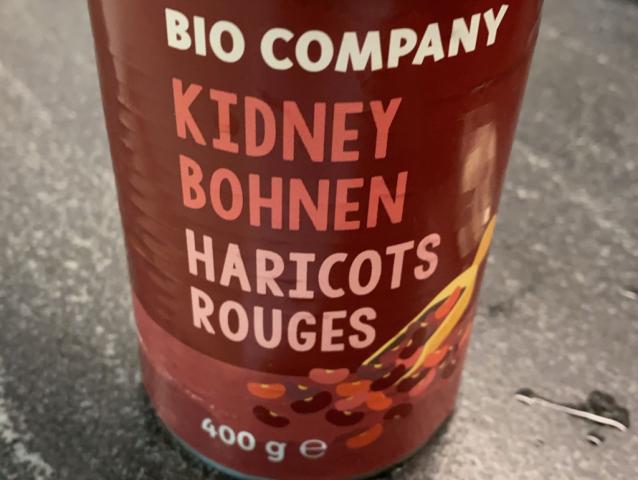 BIO COMPANY
KIDNEY
BOHNEN
HARICOTS
ROUGES
400 g ℮